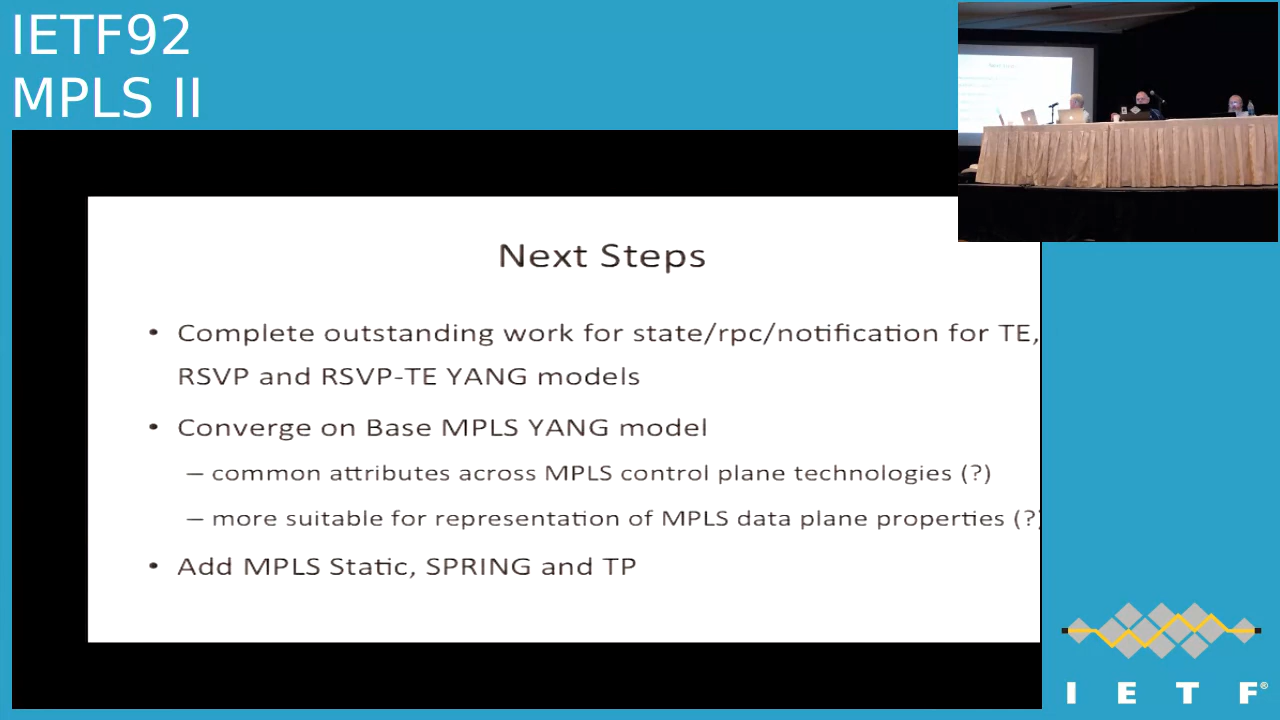 IETF92
MPLS II
Next Steps
• Complete outstanding work for state/rpc/notification for TE,
RSVP and RSVP-TE YANG models
• Converge on Base MPLS YANG model
– common attributes across MPLS control plane technologies (?)
– more suitable for representation of MPLS data plane properties (?)
• Add MPLS Static, SPRING and TP
I E T F®